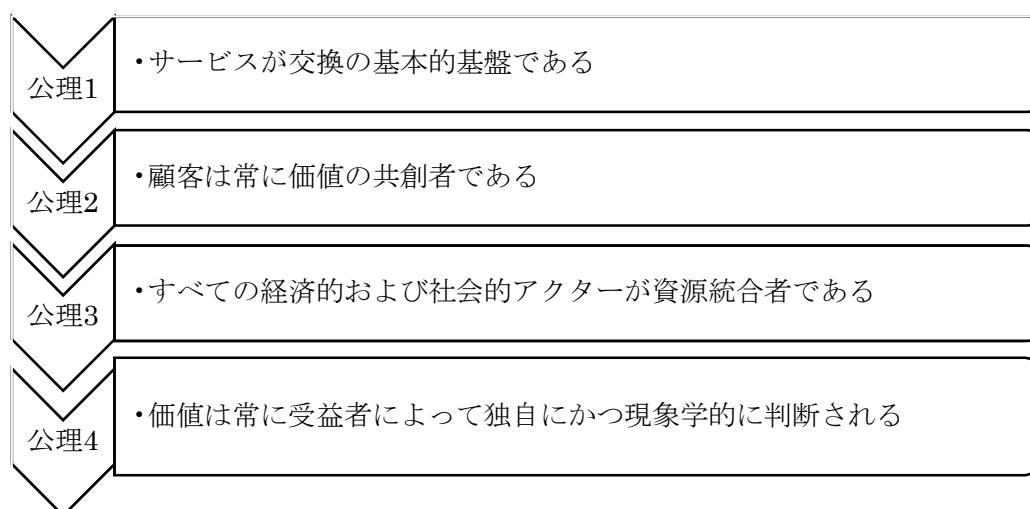 公理1
・サービスが交換の基本的基盤である
公理2
・顧客は常に価値の共創者である
公理3
・すべての経済的および社会的アクターが資源統合者である
公理4
・価値は常に受益者によって独自にかつ現象学的に判断される